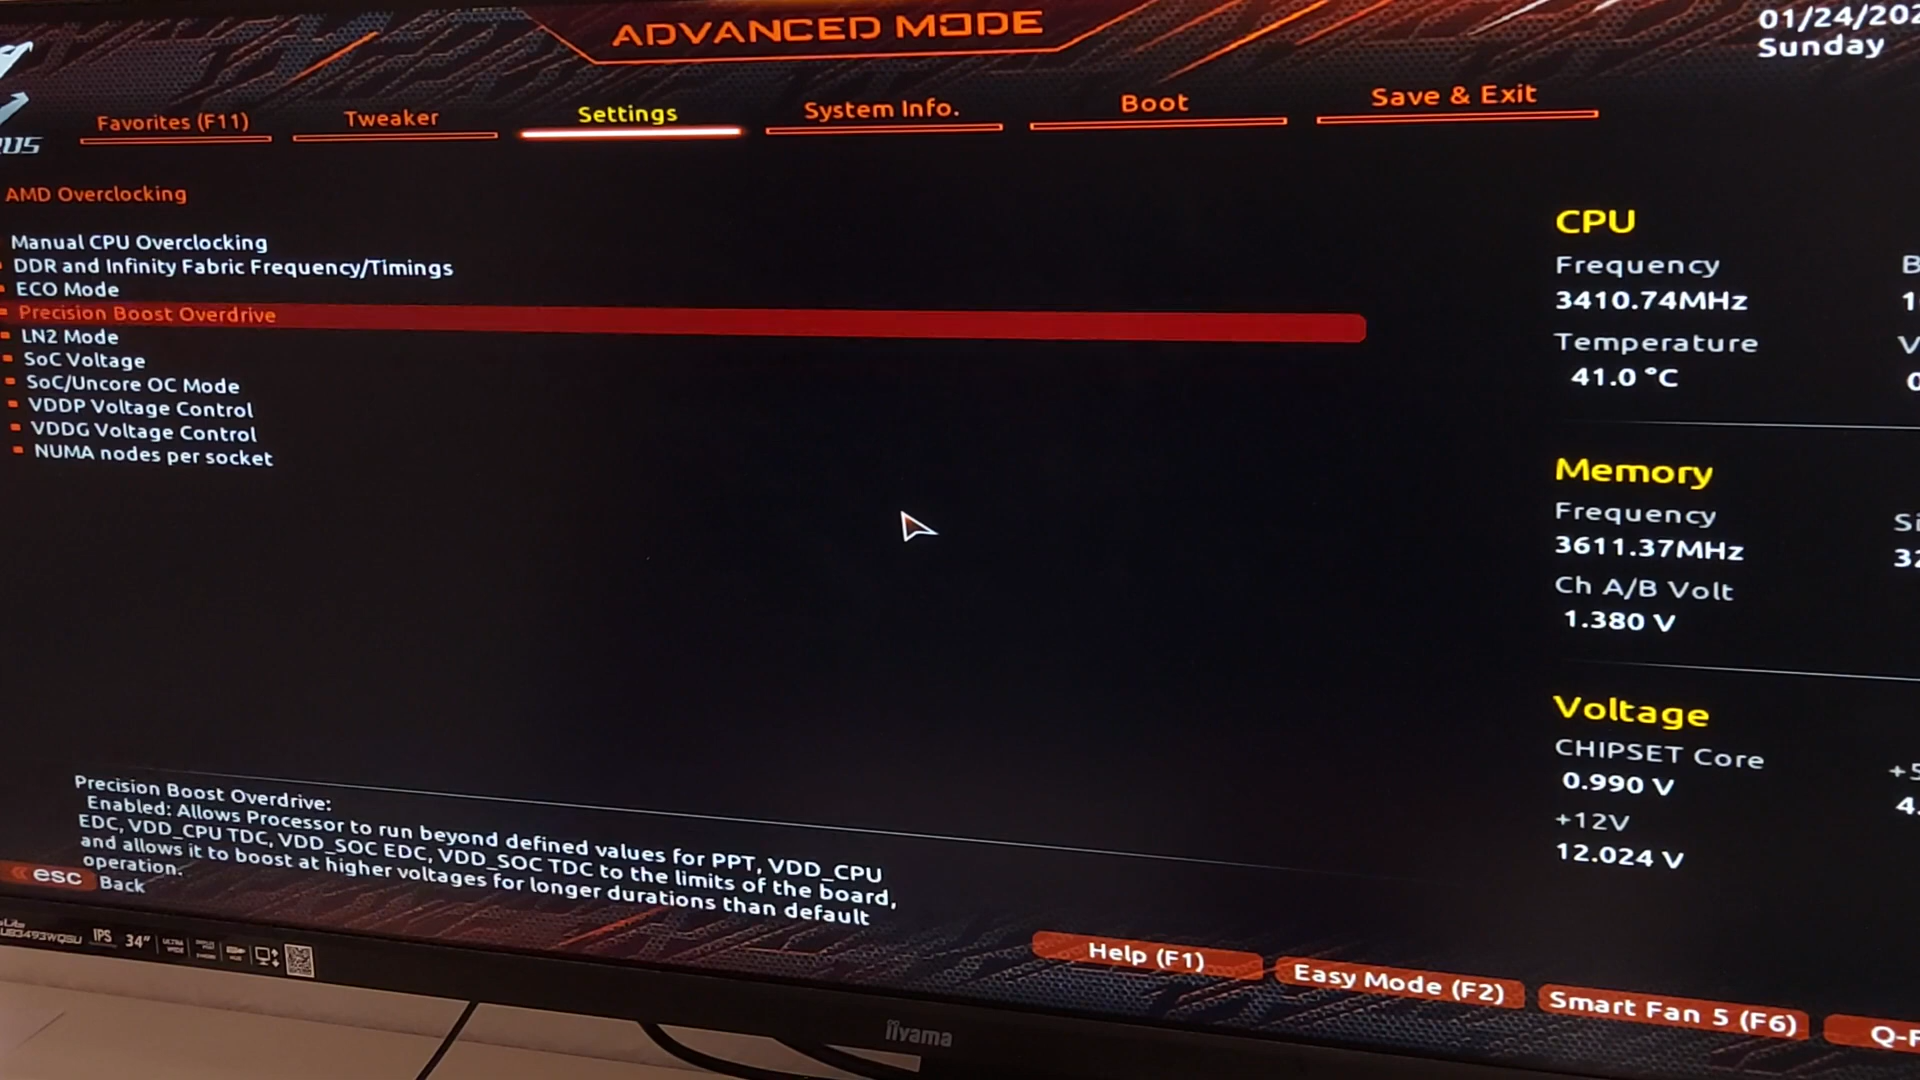 ADVANCED MODE
01/24/202
Sunday
Favorites (F11)
Tweaker
Settings
System Info.
Boot
Save & Exit
AMD Overclocking
Manual CPU Overclocking
DDR and Infinity Fabric Frequency/Timings
ECO Mode
Precision Boost Overdrive
LN2 Mode
SoC Voltage
SoC/Uncore OC Mode
VDDP Voltage Control
VDDG Voltage Control
NUMA nodes per socket
CPU
Frequency
3410.74MHz
Temperature
41.0 °C
Memory
Frequency
3611.37MHz
Ch A/B Volt
1.380 V
Voltage
CHIPSET Core
0.990 V
+12V
12.024 V
Precision Boost Overdrive:
Enabled: Allows Processor to run beyond defined values for PPT, VDD_CPU
EDC, VDD_CPU TDC, VDD_SOC EDC, VDD_SOC TDC to the limits of the board,
and allows it to boost at higher voltages for longer durations than default
operation.
esc Back
Help (F1)
Easy Mode (F2)
Smart Fan 5 (F6)
IPS
34"
iiyama